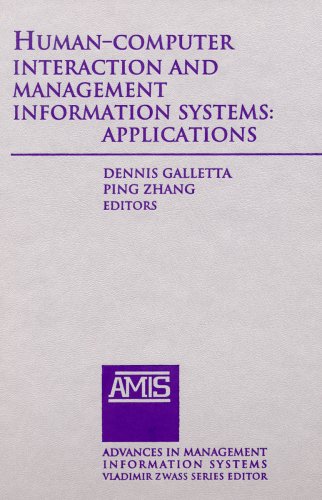 HUMAN–COMPUTER
INTERACTION AND
MANAGEMENT
INFORMATION SYSTEMS:
APPLICATIONS
DENNIS GALLETTA
PING ZHANG
EDITORS
AMIS
ADVANCES IN MANAGEMENT
INFORMATION SYSTEMS
VLADIMIR ZWASS SERIES EDITOR